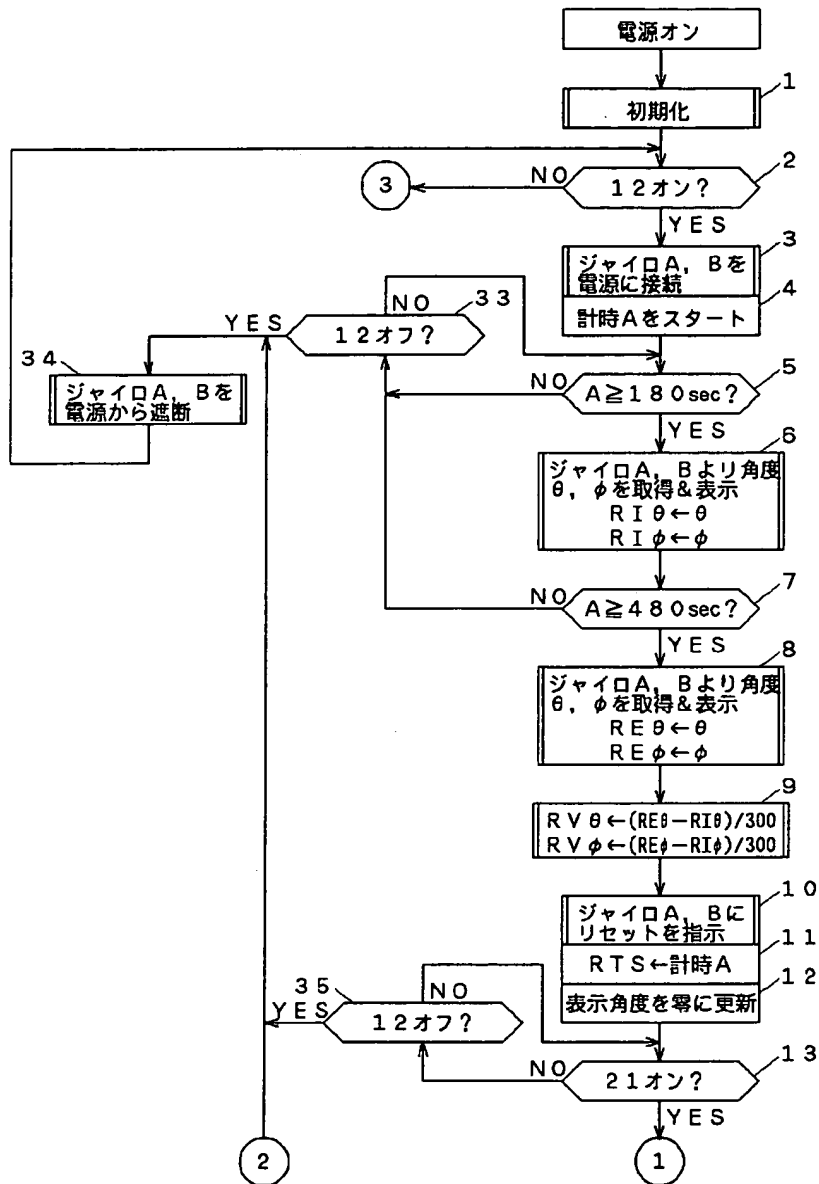 電源オン
1
初期化
2
NO
12オン?
3
YES
3
ジャイロA, Bを
電源に接続
4
計時Aをスタート
NO
33
YES
12オフ?
34
ジャイロA, Bを
電源から遮断
5
NO
A≧180sec?
YES
6
ジャイロA, Bより角度
θ, φを取得&表示
RIθ←θ
RIφ←φ
7
NO
A≧480sec?
YES
8
ジャイロA, Bより角度
θ, φを取得&表示
REθ←θ
REφ←φ
9
RVθ←(REθ−RIθ)/300
RVφ←(REφ−RIφ)/300
10
ジャイロA, Bに
リセットを指示
11
RTS←計時A
12
表示角度を零に更新
35
NO
YES
12オフ?
13
NO
21オン?
YES
2
1